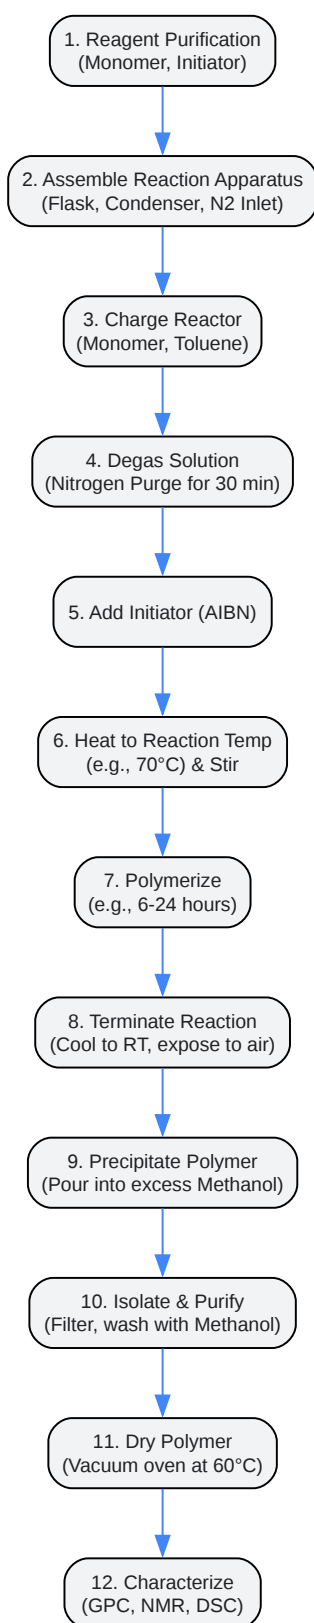 1. Reagent Purification
(Monomer, Initiator)
2. Assemble Reaction Apparatus
(Flask, Condenser, N2 Inlet)
3. Charge Reactor
(Monomer, Toluene)
4. Degas Solution
(Nitrogen Purge for 30 min)
5. Add Initiator (AIBN)
6. Heat to Reaction Temp
(e.g., 70°C) & Stir
7. Polymerize
(e.g., 6-24 hours)
8. Terminate Reaction
(Cool to RT, expose to air)
9. Precipitate Polymer
(Pour into excess Methanol)
10. Isolate & Purify
(Filter, wash with Methanol)
11. Dry Polymer
(Vacuum oven at 60°C)
12. Characterize
(GPC, NMR, DSC)